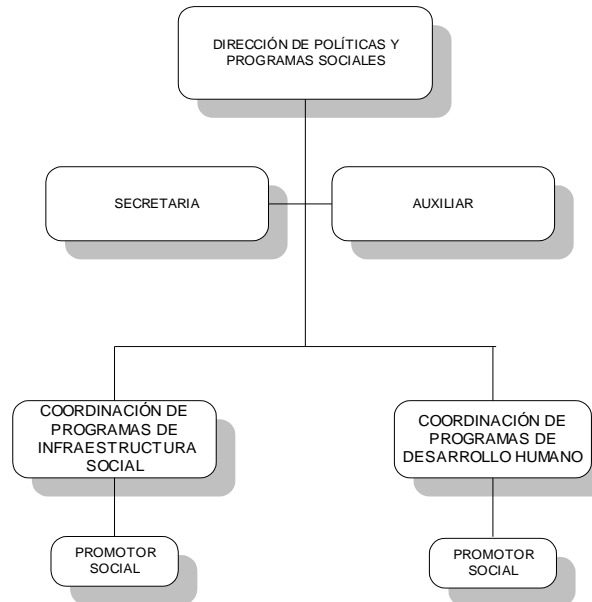 DIRECCIÓN DE POLÍTICAS Y
PROGRAMAS SOCIALES
SECRETARIA
AUXILIAR
COORDINACIÓN DE
PROGRAMAS DE
INFRAESTRUCTURA
SOCIAL
COORDINACIÓN DE
PROGRAMAS DE
DESARROLLO HUMANO
PROMOTOR
SOCIAL
PROMOTOR
SOCIAL